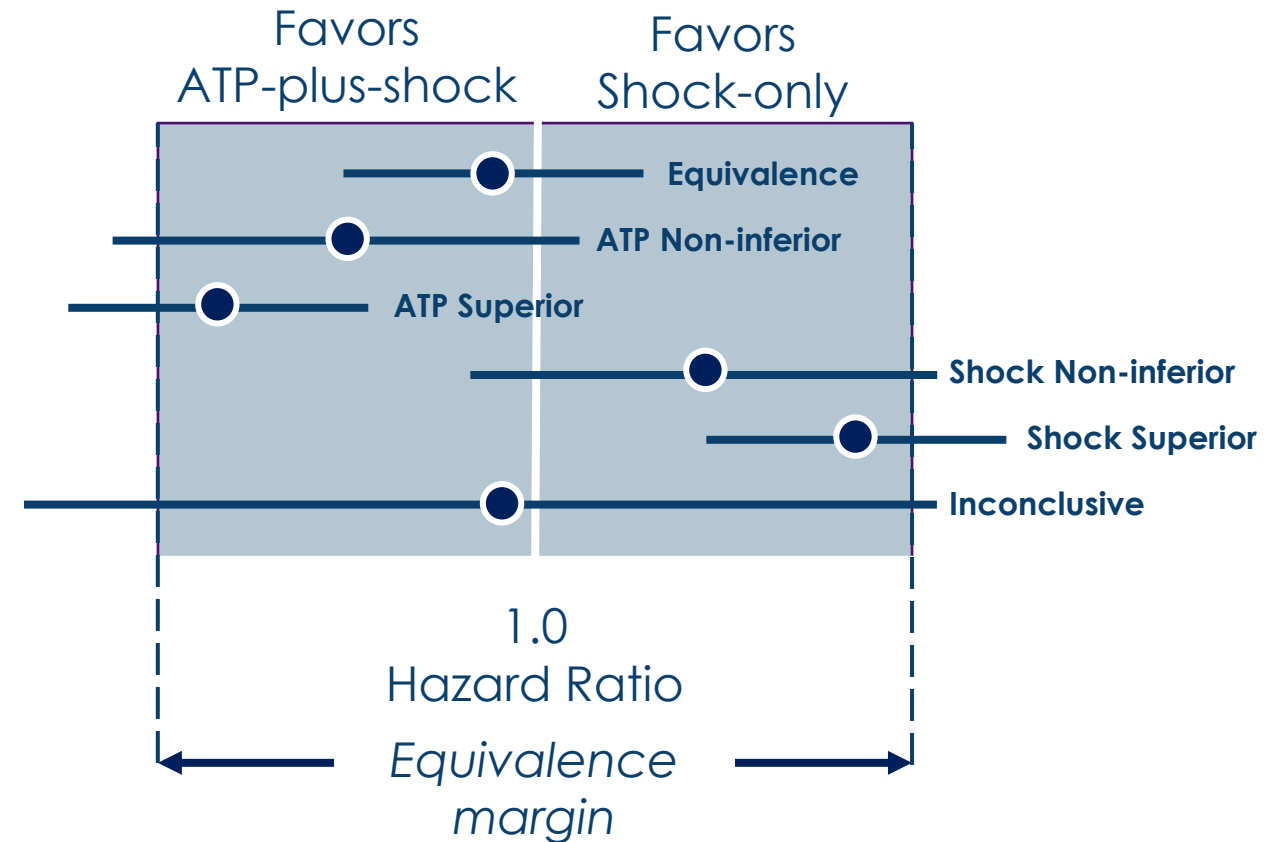 Favors
ATP-plus-shock
Favors
Shock-only
Equivalence
ATP Non-inferior
ATP Superior
Shock Non-inferior
Shock Superior
Inconclusive
1.0
Hazard Ratio
Equivalence
margin